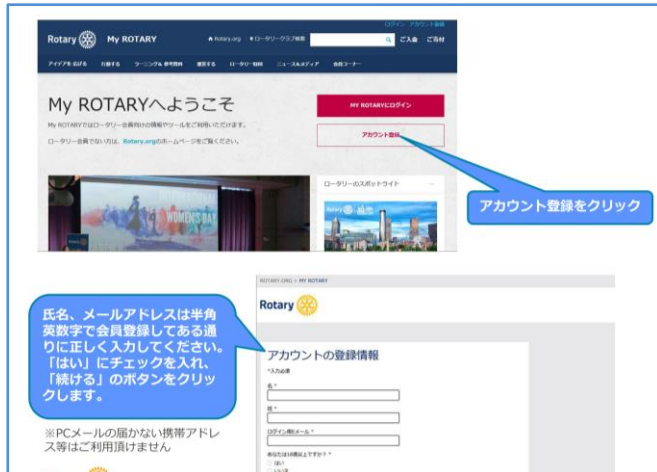 ログイン アカウント登録
Rotary My ROTARY
Rotary.org ロータリークラブ検索
ご入会 ご寄付
アイデアを広げる 行動する ラーニング&参考資料 運営する ロータリー財団 ニュース&メディア 会員コーナー
My ROTARYへようこそ
My ROTARYではロータリー会員向けの情報やツールをご利用いただけます。
ロータリー会員でない方は、Rotary.orgのホームページをご覧ください。
MY ROTARYにログイン
アカウント登録
ロータリーのスポットライト
WOMEN'S DAY
Rotary
アカウント登録をクリック
ROTARY.ORG > MY ROTARY
Rotary
氏名、メールアドレスは半角
英数字で会員登録してある通
りに正しく入力してください。
「はい」にチェックを入れ、
「続ける」のボタンをクリッ
クします。
※PCメールの届かない携帯アドレ
ス等はご利用頂けません
アカウントの登録情報
*入力必須
名 *
姓 *
ログイン用Eメール *
あなたは18歳以上ですか? *
はい
いいえ